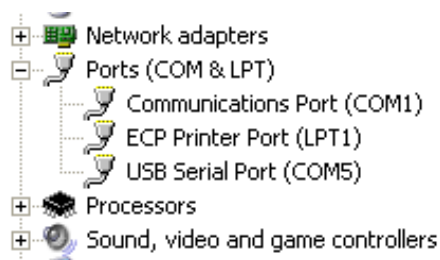 Network adapters
Ports (COM & LPT)
Communications Port (COM1)
ECP Printer Port (LPT1)
USB Serial Port (COM5)
Processors
Sound, video and game controllers